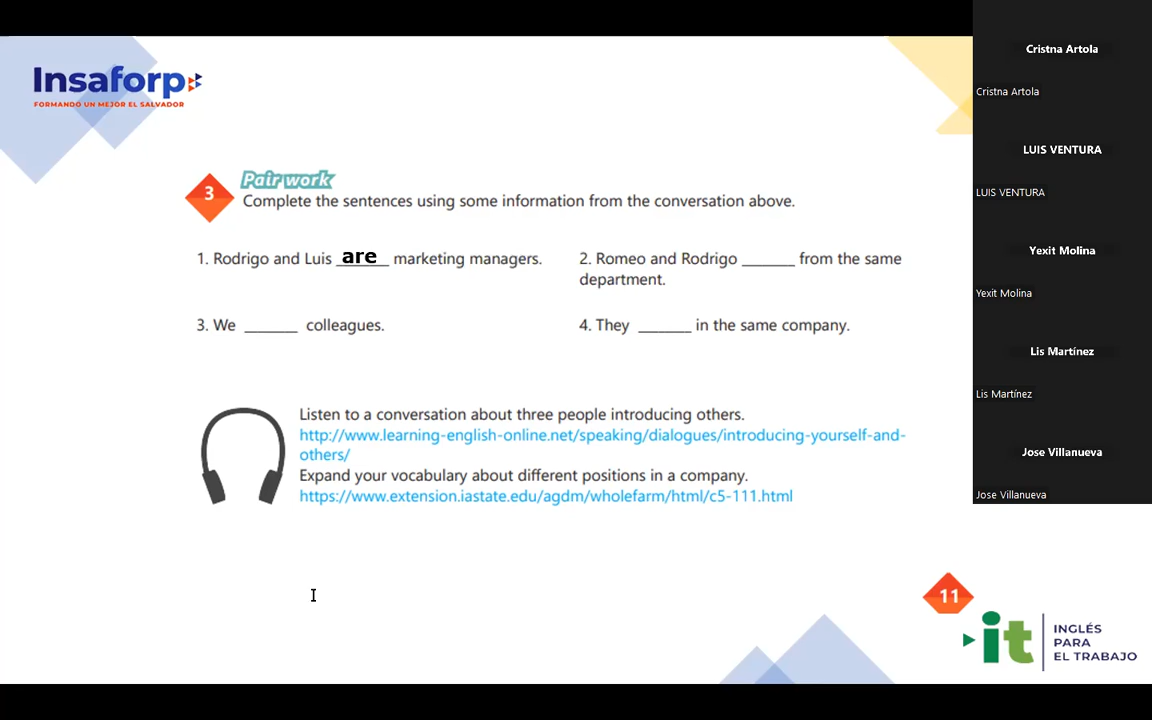 Insaforp
FORMANDO UN MEJOR EL SALVADOR
3
Pair work
Complete the sentences using some information from the conversation above.
1. Rodrigo and Luis __are__ marketing managers.
2. Romeo and Rodrigo ______ from the same
department.
3. We ______ colleagues.
4. They ______ in the same company.
Listen to a conversation about three people introducing others.
http://www.learning-english-online.net/speaking/dialogues/introducing-yourself-and-
others/
Expand your vocabulary about different positions in a company.
https://www.extension.iastate.edu/agdm/wholefarm/html/c5-111.html
11
it
INGLÉS
PARA
EL TRABAJO
Cristna Artola
Cristna Artola
LUIS VENTURA
LUIS VENTURA
Yexit Molina
Yexit Molina
Lis Martínez
Lis Martínez
Jose Villanueva
Jose Villanueva